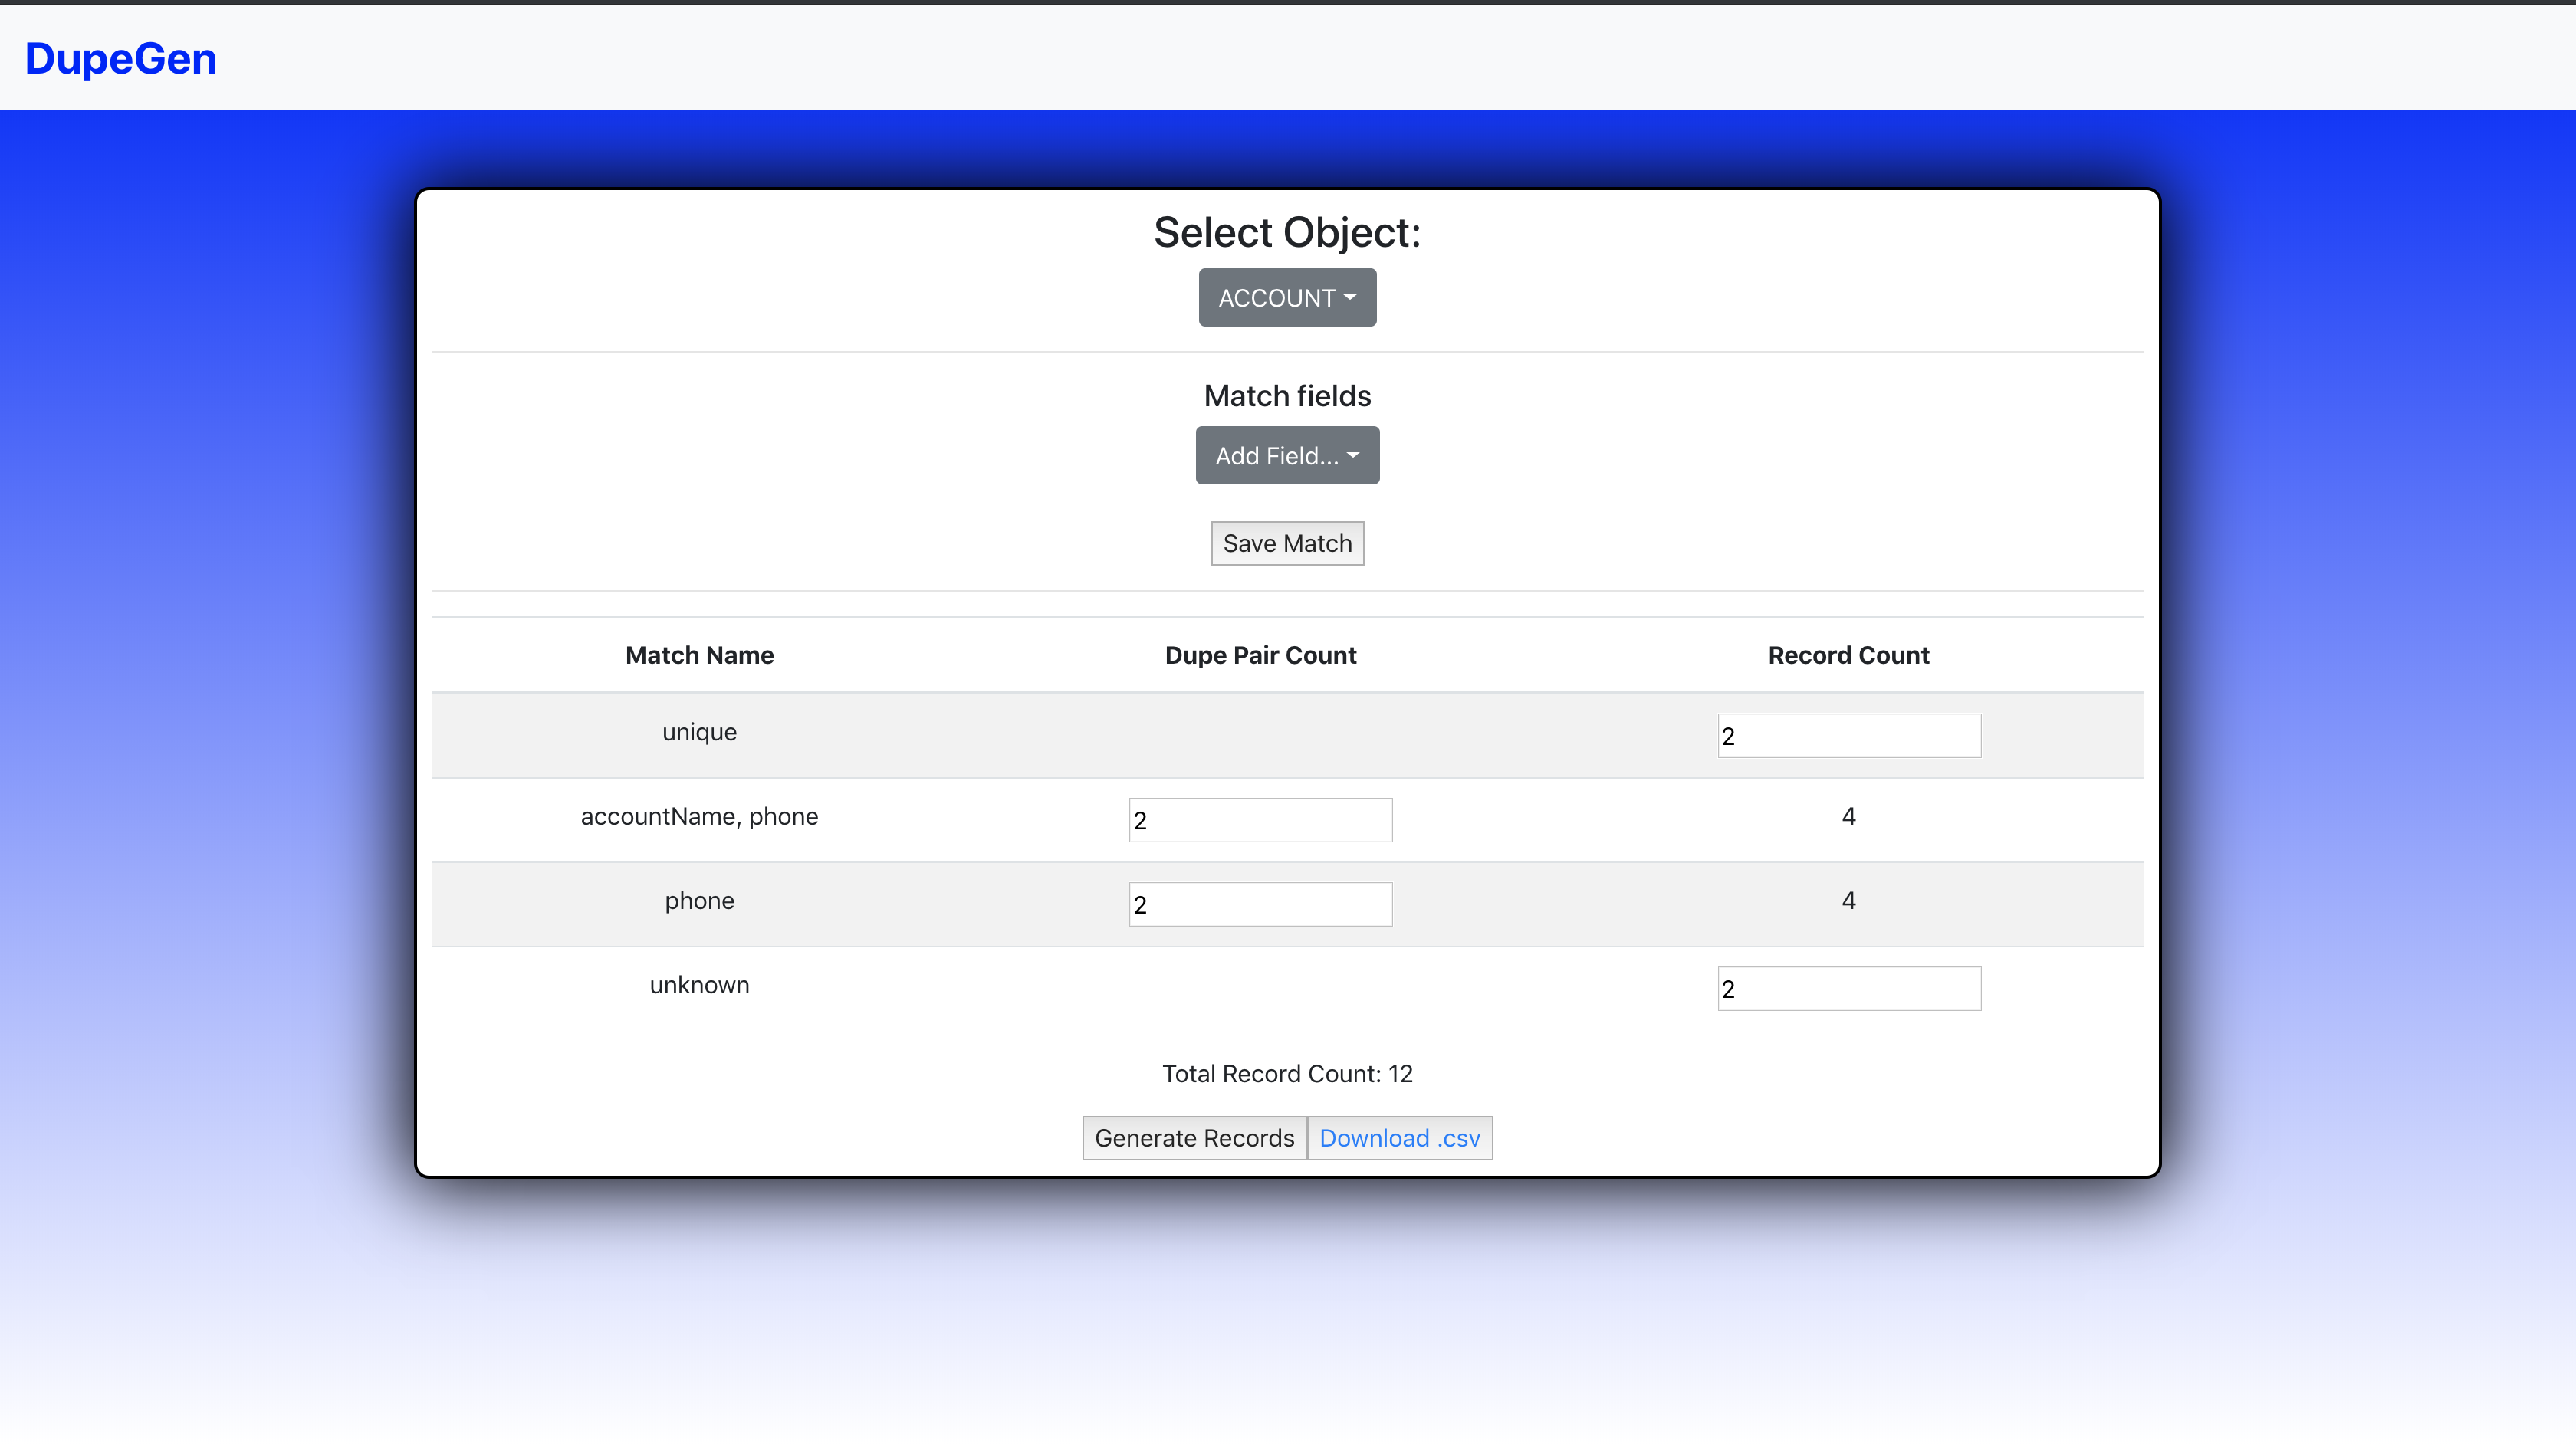 DupeGen
Select Object:
ACCOUNT
Match fields
Add Field...
Save Match
Match Name Dupe Pair Count Record Count
unique 2
accountName, phone 2 4
phone 2 4
unknown 2
Total Record Count: 12
Generate Records Download .csv